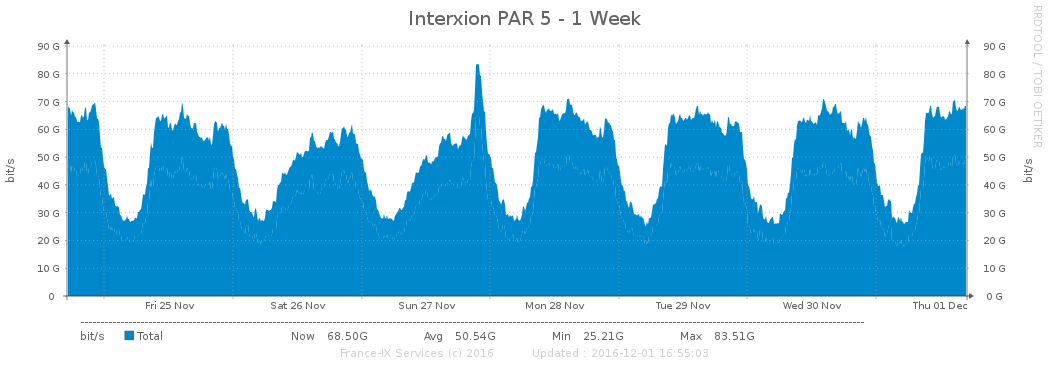 Interxion PAR 5 - 1 Week
RRDTOOL / TOBI OETIKER
bit/s
90 G 90 G
80 G 80 G
70 G 70 G
60 G 60 G
50 G 50 G
40 G 40 G
30 G 30 G
20 G 20 G
10 G 10 G
0 0 G
bit/s
Fri 25 Nov Sat 26 Nov Sun 27 Nov Mon 28 Nov Tue 29 Nov Wed 30 Nov Thu 01 Dec
bit/s Total Now 68.50G Avg 50.54G Min 25.21G Max 83.51G
France-IX Services (c) 2016 Updated : 2016-12-01 16:55:03